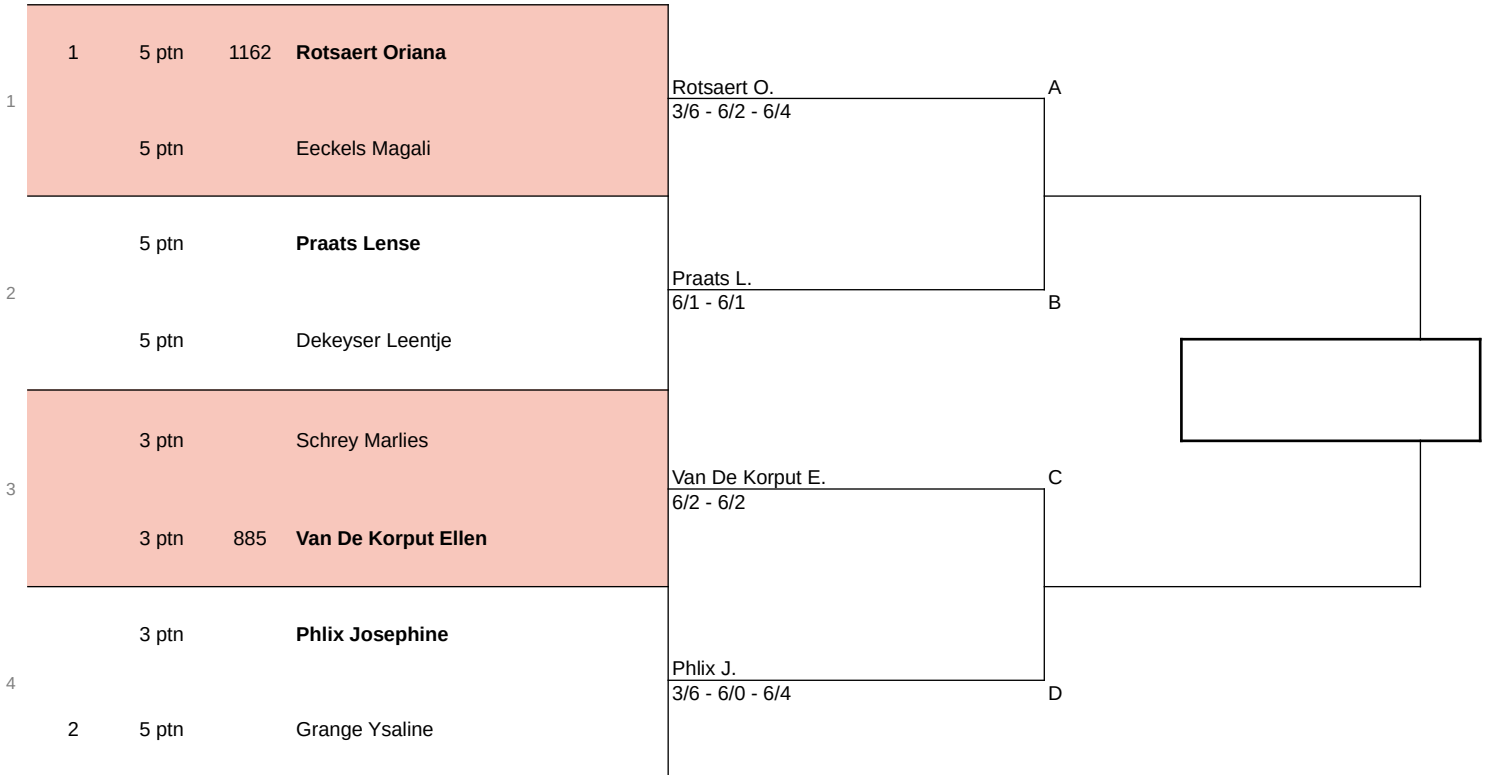 1 5 ptn 1162 Rotsaert Oriana
Rotsaert O. A
1
3/6 - 6/2 - 6/4
5 ptn Eeckels Magali
5 ptn Praats Lense
Praats L.
2
6/1 - 6/1 B
5 ptn Dekeyser Leentje
3 ptn Schrey Marlies
Van De Korput E. C
3
6/2 - 6/2
3 ptn 885 Van De Korput Ellen
3 ptn Phlix Josephine
Phlix J.
4
3/6 - 6/0 - 6/4 D
2 5 ptn Grange Ysaline